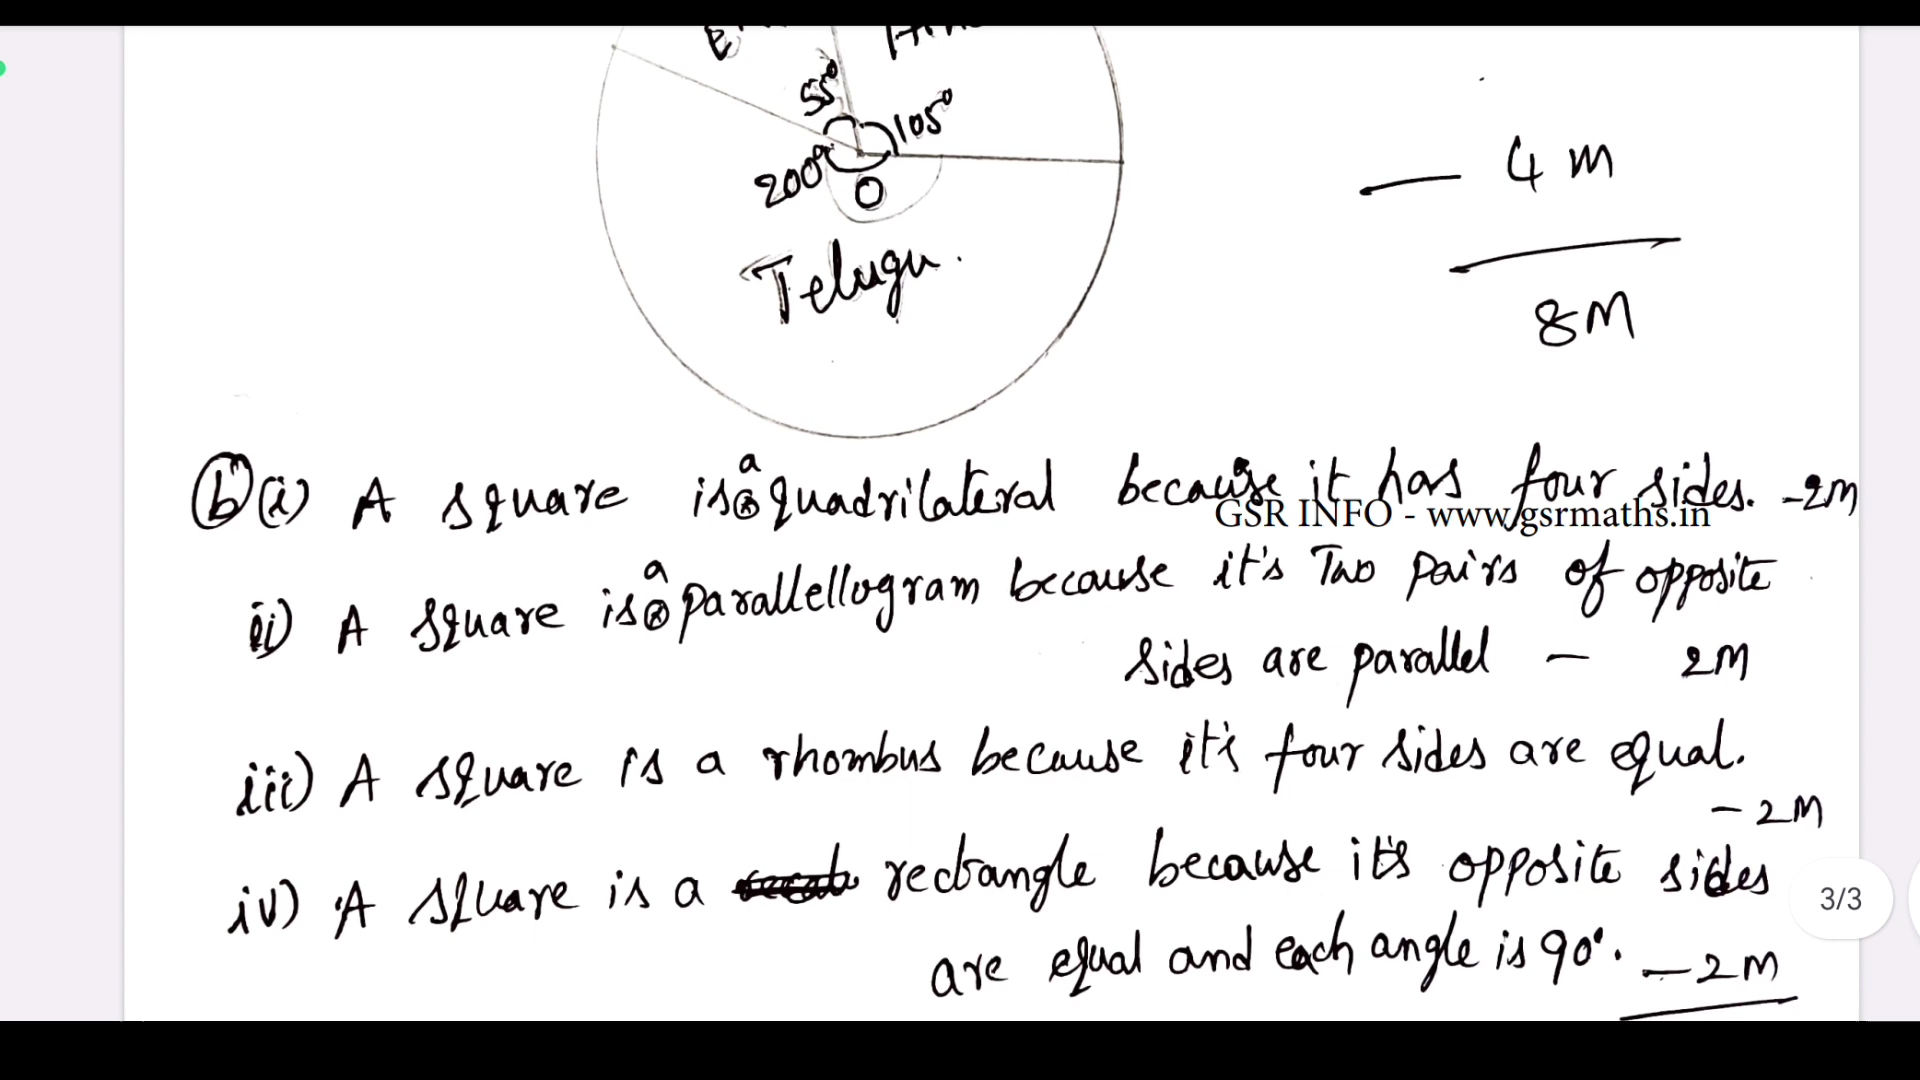 55°
105°
200°
O
Telugu.
— 4 M
8M
b (i) A square is a quadrilateral because it has four sides. -2M
GSR INFO - www.gsrmaths.in
ii) A square is a parallellogram because it's Two pairs of opposite
sides are parallel — 2M
iii) A square is a rhombus because it's four sides are equal.
- 2M
iv) A square is a rectangle because it's opposite sides
3/3
are equal and each angle is 90°. — 2M